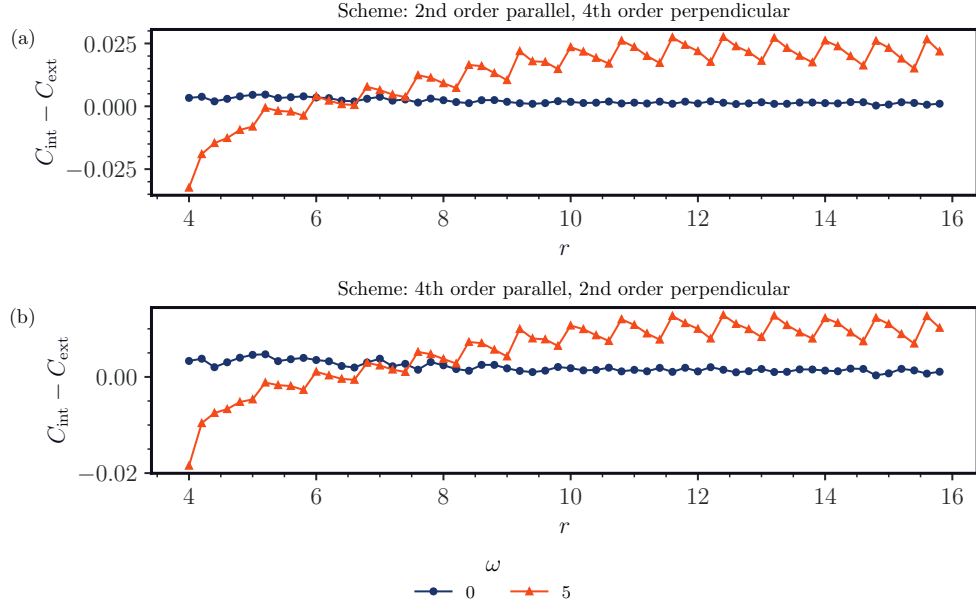 Scheme: 2nd order parallel, 4th order perpendicular
(a)
C_int − C_ext
0.025
0.000
−0.025
4 6 8 10 12 14 16
r
Scheme: 4th order parallel, 2nd order perpendicular
(b)
C_int − C_ext
0.00
−0.02
4 6 8 10 12 14 16
r
ω
0 5